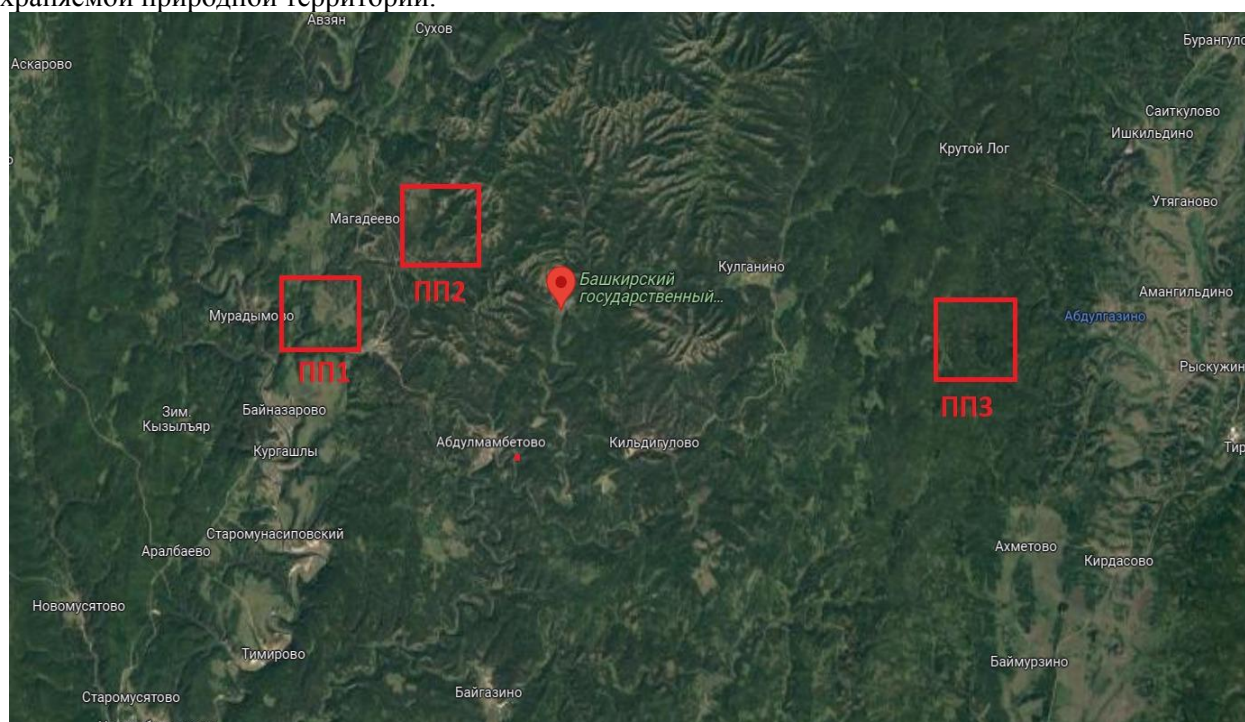 храняемой природной территории.
Авзян
Сухов
Бурангуло
Аскарово
Саиткулово
Ишкильдино
Крутой Лог
Утяганово
Магадеево
Кулганино
Башкирский
государственный...
ПП2
Амангильдино
Мурадымово
Абдулгазино
Рыскужин
ПП1
ПП3
Зим.
Кызылъяр
Байназарово
Абдулмамбетово
Кильдигулово
Кургашлы
Тир
Старомунасиповский
Аралбаево
Ахметово
Кирдасово
Новомусятово
Тимирово
Баймурзино
Старомусятово
Байгазино